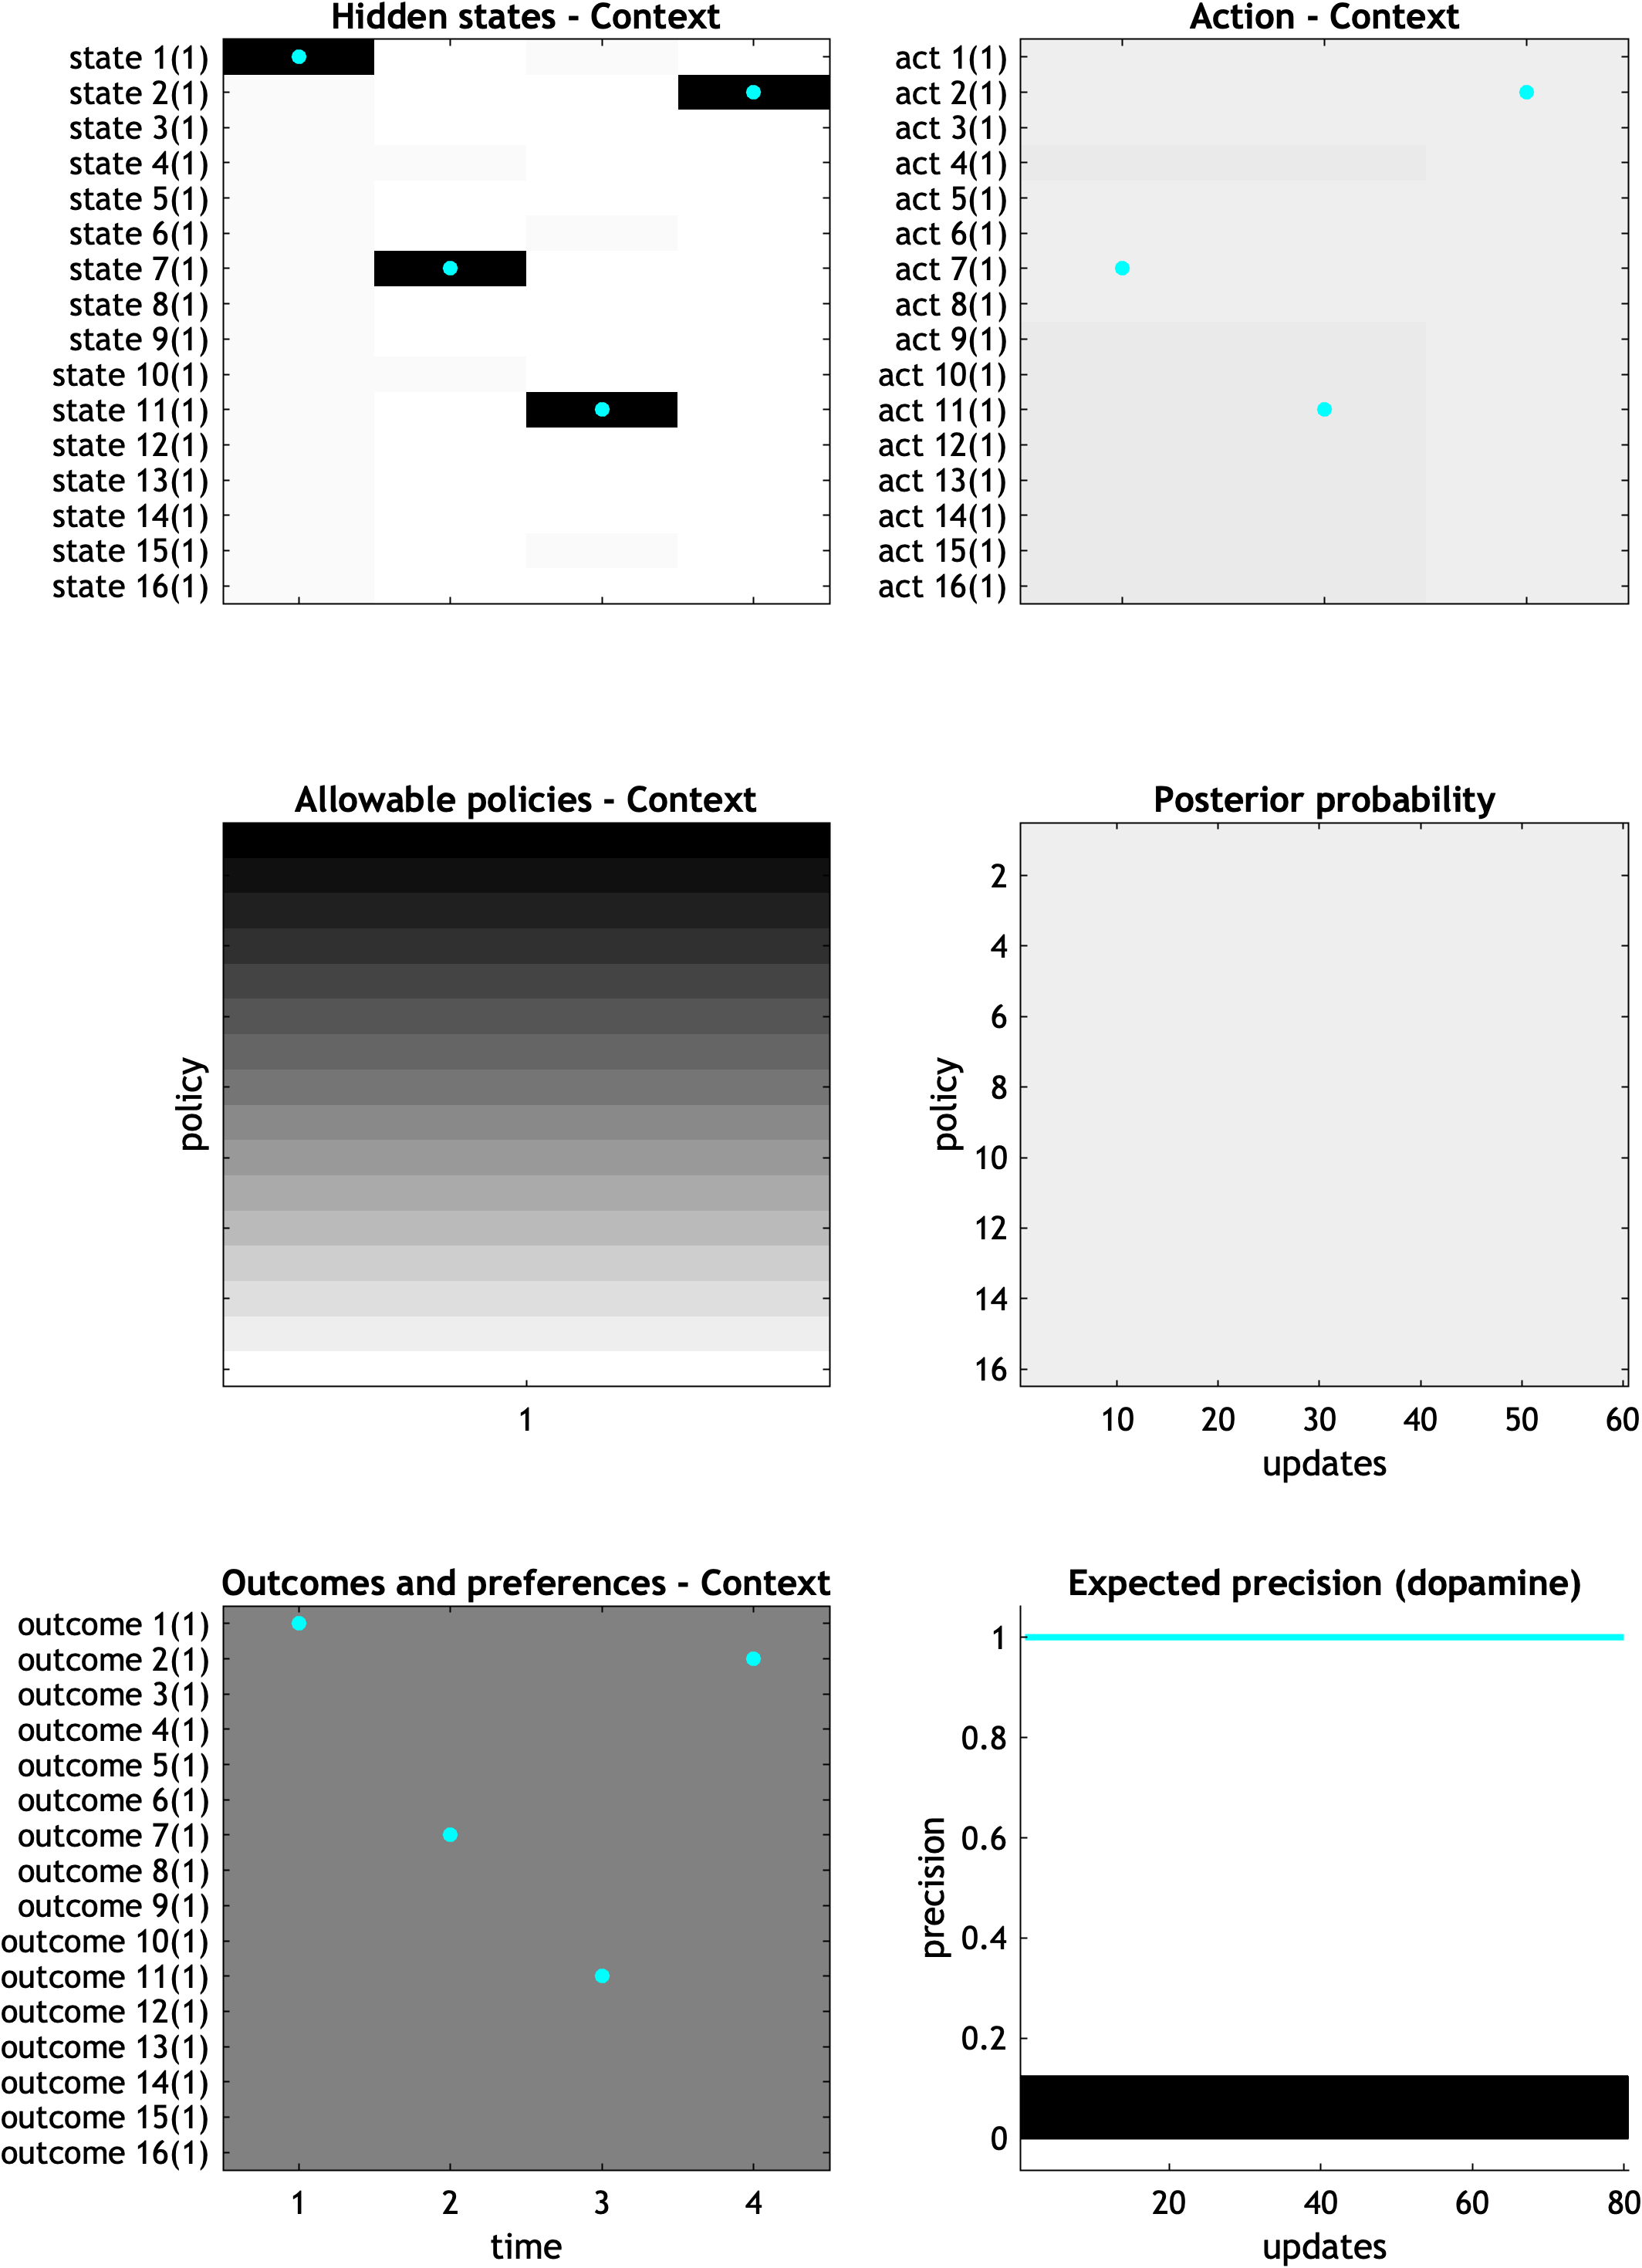 Hidden states - Context
state 1(1)
state 2(1)
state 3(1)
state 4(1)
state 5(1)
state 6(1)
state 7(1)
state 8(1)
state 9(1)
state 10(1)
state 11(1)
state 12(1)
state 13(1)
state 14(1)
state 15(1)
state 16(1)
Action - Context
act 1(1)
act 2(1)
act 3(1)
act 4(1)
act 5(1)
act 6(1)
act 7(1)
act 8(1)
act 9(1)
act 10(1)
act 11(1)
act 12(1)
act 13(1)
act 14(1)
act 15(1)
act 16(1)
Allowable policies - Context
policy
1
Posterior probability
policy
2
4
6
8
10
12
14
16
10 20 30 40 50 60
updates
Outcomes and preferences - Context
outcome 1(1)
outcome 2(1)
outcome 3(1)
outcome 4(1)
outcome 5(1)
outcome 6(1)
outcome 7(1)
outcome 8(1)
outcome 9(1)
outcome 10(1)
outcome 11(1)
outcome 12(1)
outcome 13(1)
outcome 14(1)
outcome 15(1)
outcome 16(1)
1 2 3 4
time
Expected precision (dopamine)
precision
1
0.8
0.6
0.4
0.2
0
20 40 60 80
updates